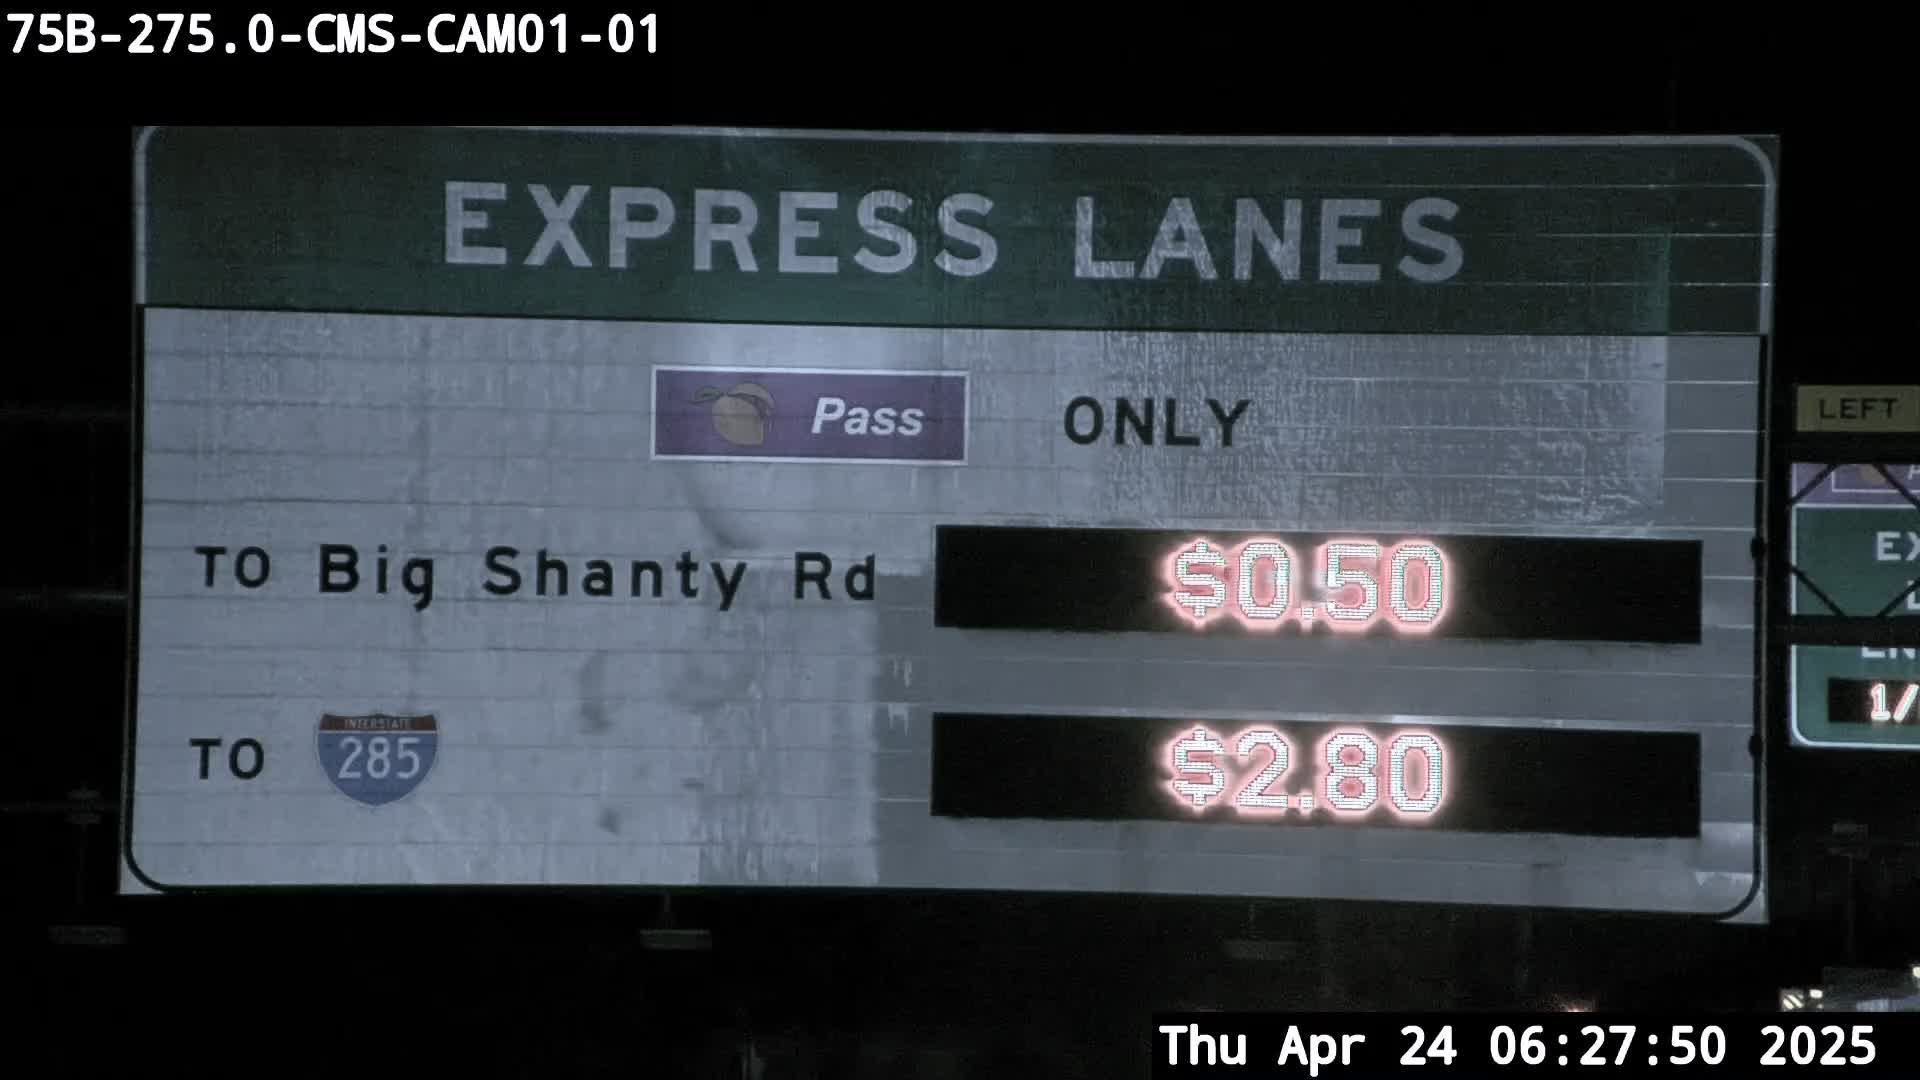 75B-275.0-CMS-CAM01-01
EXPRESS LANES
Pass ONLY
TO Big Shanty Rd $0.50
TO INTERSTATE 285 $2.80
LEFT
1/
Thu Apr 24 06:27:50 2025